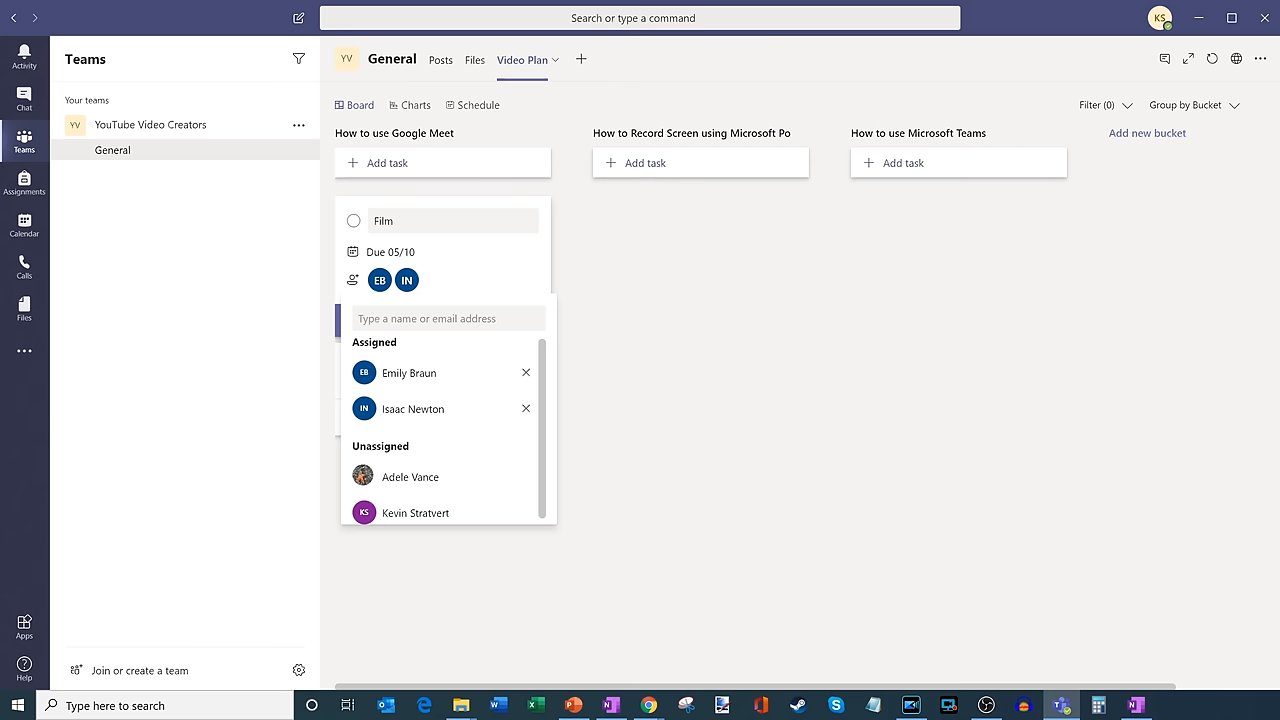 Search or type a command
KS
Activity
Chat
Teams
Assignments
Calendar
Calls
Files
Apps
Help
Teams
Your teams
YV YouTube Video Creators
General
Join or create a team
YV General Posts Files Video Plan
Board Charts Schedule
Filter (0) Group by Bucket
How to use Google Meet
Add task
Film
Due 05/10
EB IN
Type a name or email address
Assigned
EB Emily Braun
IN Isaac Newton
Unassigned
Adele Vance
KS Kevin Stratvert
How to Record Screen using Microsoft Po
Add task
How to use Microsoft Teams
Add task
Add new bucket
Type here to search